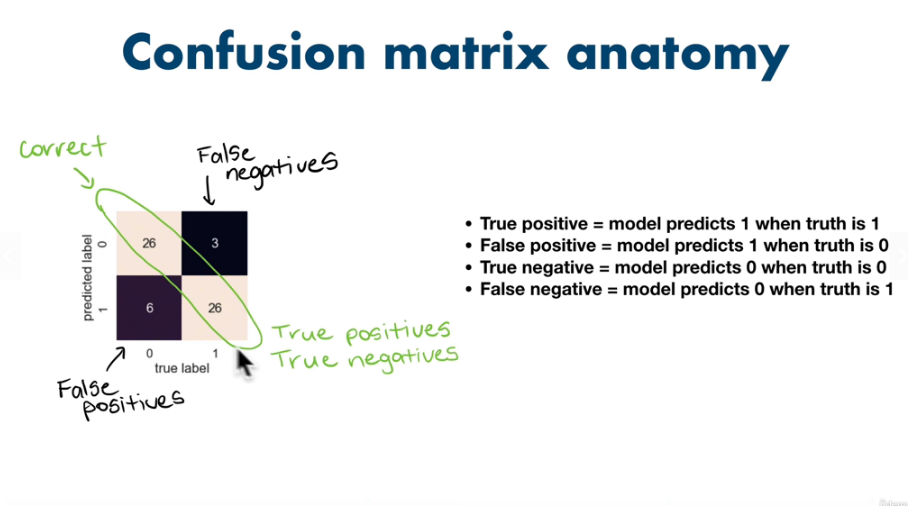 Confusion matrix anatomy
correct
False
negatives
predicted label
0
1
26
3
6
26
0
1
true label
False
positives
True positives
True negatives
• True positive = model predicts 1 when truth is 1
• False positive = model predicts 1 when truth is 0
• True negative = model predicts 0 when truth is 0
• False negative = model predicts 0 when truth is 1